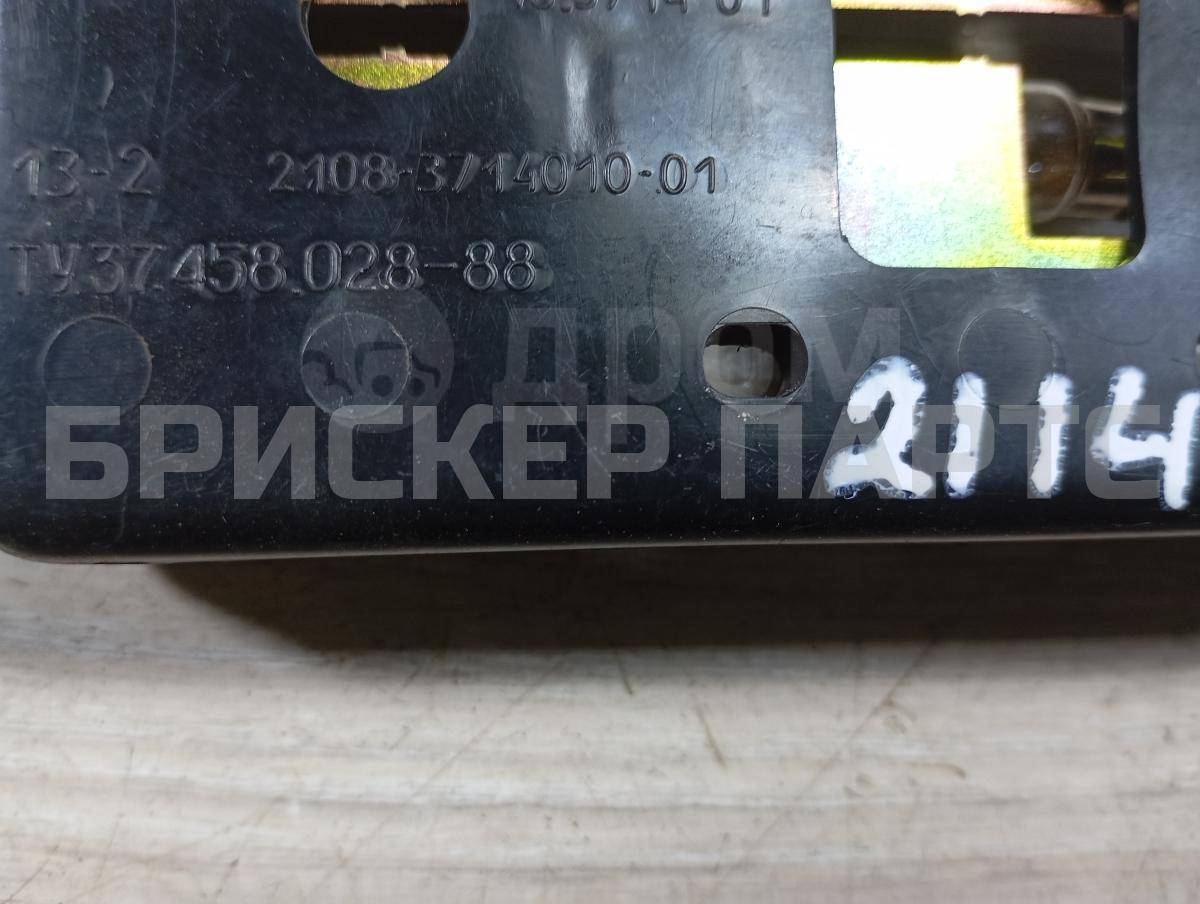 13-2 2108-3714010-01
ТУ37.458.028-88
ДРОМ
БРИСКЕР ПАРТС
2114